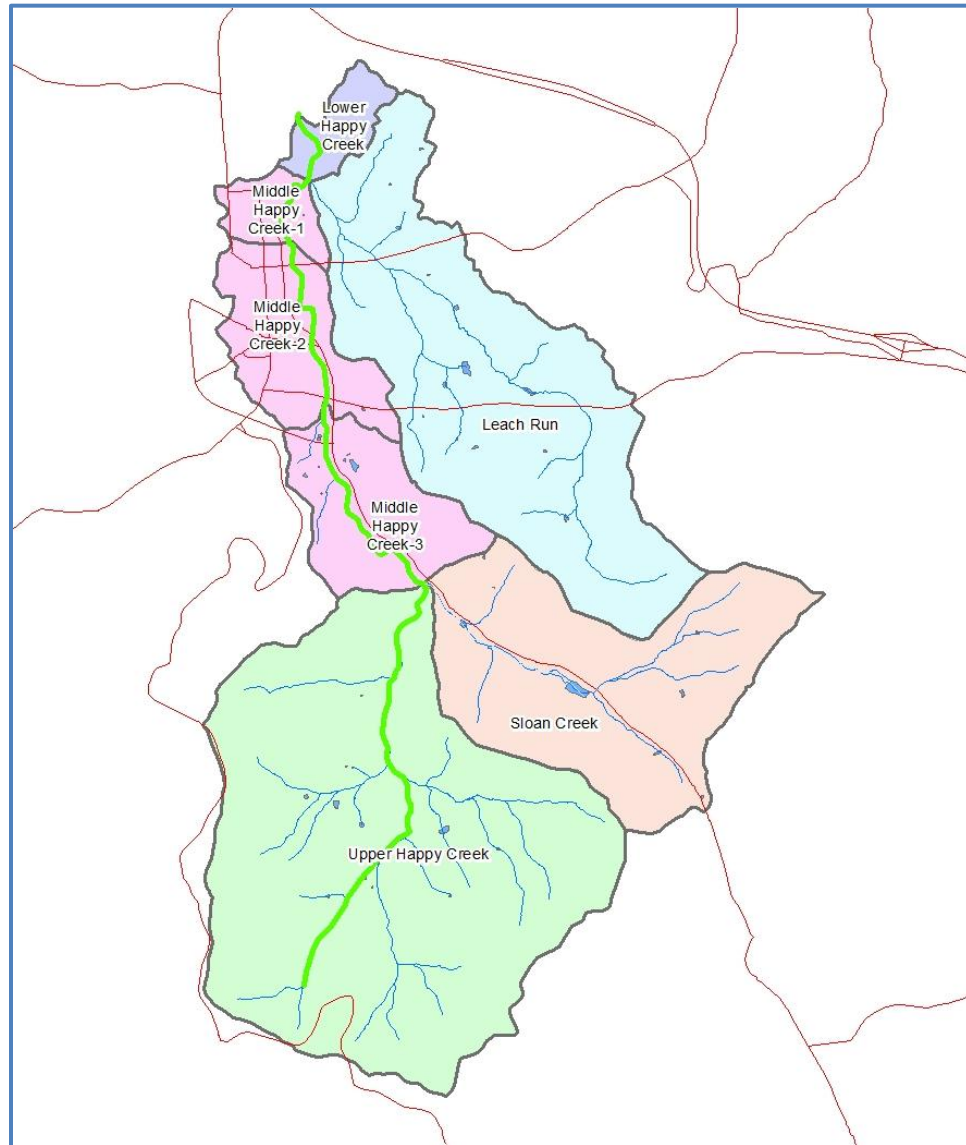 Lower
Happy
Creek
Middle
Happy
Creek-1
Middle
Happy
Creek-2
Leach Run
Middle
Happy
Creek-3
Sloan Creek
Upper Happy Creek